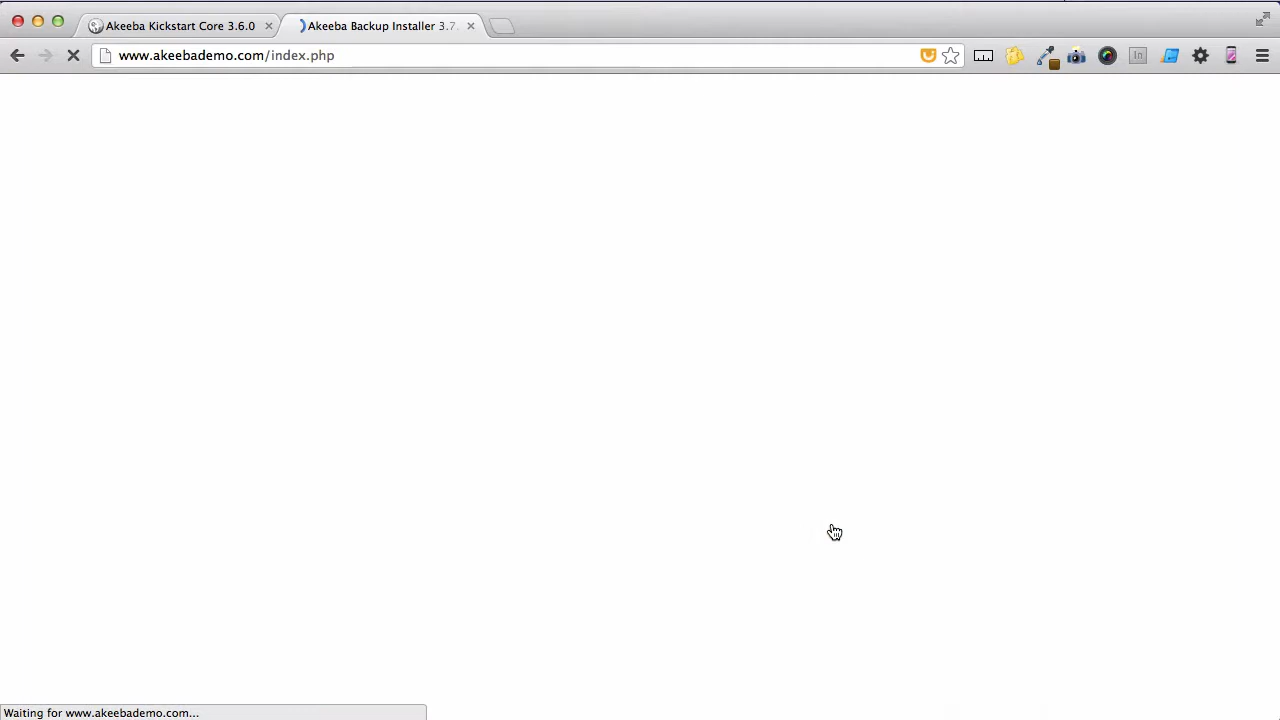 Akeeba Kickstart Core 3.6.0
Akeeba Backup Installer 3.7
www.akeebademo.com/index.php
In
Waiting for www.akeebademo.com...